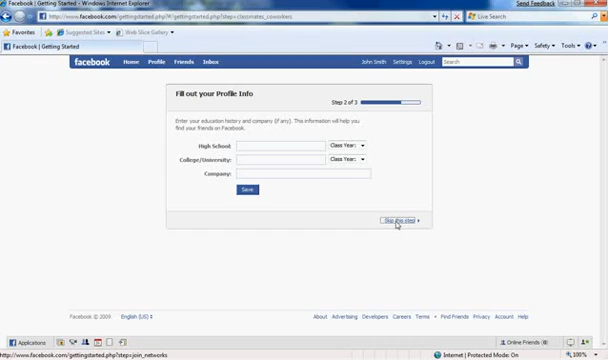 Facebook | Getting Started - Windows Internet Explorer
Send Feedback
http://www.facebook.com/gettingstarted.php?#/gettingstarted.php?step=classmates_coworkers
Live Search
Favorites Suggested Sites Web Slice Gallery
Facebook | Getting Started
Page Safety Tools
facebook Home Profile Friends Inbox John Smith Settings Logout Search
Fill out your Profile Info
Step 2 of 3
Enter your education history and company (if any). This information will help you
find your friends on Facebook.
High School: Class Year:
College/University: Class Year:
Company:
Save
Skip this step
Facebook © 2009 English (US) About Advertising Developers Careers Terms Find Friends Privacy Account Help
Applications Online Friends (0)
http://www.facebook.com/gettingstarted.php?step=join_networks Internet | Protected Mode: On 100%